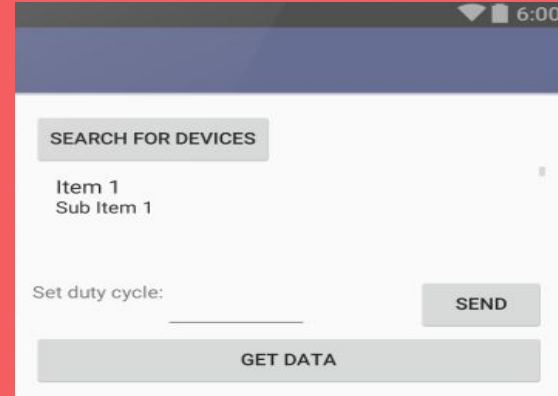 6:00
SEARCH FOR DEVICES
Item 1
Sub Item 1
Set duty cycle:
SEND
GET DATA